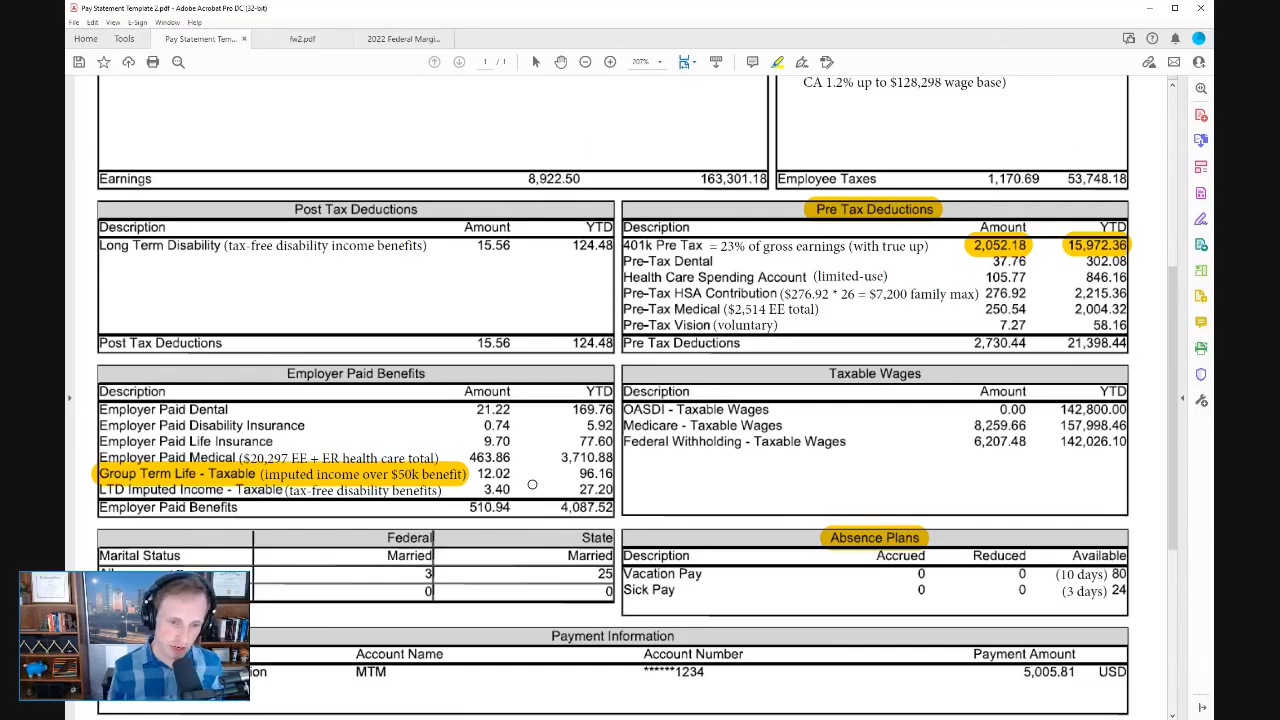 Pay Statement Template 2.pdf - Adobe Acrobat Pro DC (32-bit)
File Edit View E-Sign Window Help
Home Tools Pay Statement Tem... × fw2.pdf 2022 Federal Margi...
1 / 1 207%
CA 1.2% up to $128,298 wage base)
Earnings 8,922.50 163,301.18
Employee Taxes 1,170.69 53,748.18
Post Tax Deductions
Description Amount YTD
Long Term Disability (tax-free disability income benefits) 15.56 124.48
Post Tax Deductions 15.56 124.48
Pre Tax Deductions
Description Amount YTD
401k Pre Tax = 23% of gross earnings (with true up) 2,052.18 15,972.36
Pre-Tax Dental 37.76 302.08
Health Care Spending Account (limited-use) 105.77 846.16
Pre-Tax HSA Contribution ($276.92 * 26 = $7,200 family max) 276.92 2,215.36
Pre-Tax Medical ($2,514 EE total) 250.54 2,004.32
Pre-Tax Vision (voluntary) 7.27 58.16
Pre Tax Deductions 2,730.44 21,398.44
Employer Paid Benefits
Description Amount YTD
Employer Paid Dental 21.22 169.76
Employer Paid Disability Insurance 0.74 5.92
Employer Paid Life Insurance 9.70 77.60
Employer Paid Medical ($20,297 EE + ER health care total) 463.86 3,710.88
Group Term Life - Taxable (imputed income over $50k benefit) 12.02 96.16
LTD Imputed Income - Taxable (tax-free disability benefits) 3.40 27.20
Employer Paid Benefits 510.94 4,087.52
Taxable Wages
Description Amount YTD
OASDI - Taxable Wages 0.00 142,800.00
Medicare - Taxable Wages 8,259.66 157,998.46
Federal Withholding - Taxable Wages 6,207.48 142,026.10
Federal State
Marital Status Married Married
3 25
0 0
Absence Plans
Description Accrued Reduced Available
Vacation Pay 0 0 (10 days) 80
Sick Pay 0 0 (3 days) 24
Payment Information
Account Name Account Number Payment Amount
MTM ******1234 5,005.81 USD